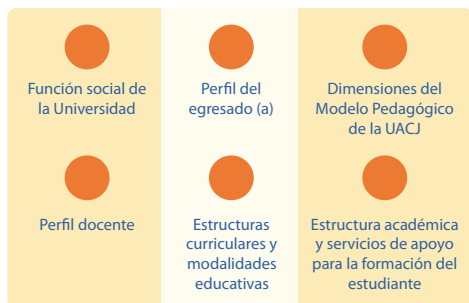 Función social de
la Universidad
Perfil del
egresado (a)
Dimensiones del
Modelo Pedagógico
de la UACJ
Perfil docente
Estructuras
curriculares y
modalidades
educativas
Estructura académica
y servicios de apoyo
para la formación del
estudiante